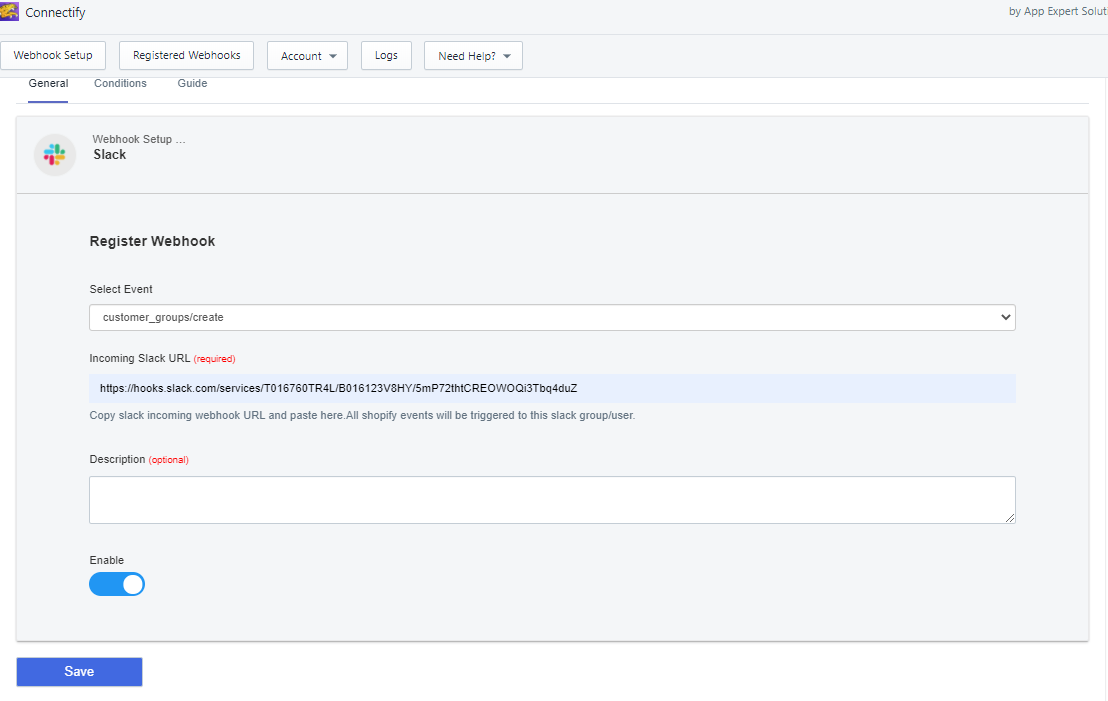 Connectify
by App Expert Solut
Webhook Setup
Registered Webhooks
Account
Logs
Need Help?
General
Conditions
Guide
Webhook Setup ...
Slack
Register Webhook
Select Event
customer_groups/create
Incoming Slack URL (required)
https://hooks.slack.com/services/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
Copy slack incoming webhook URL and paste here.All shopify events will be triggered to this slack group/user.
Description (optional)
Enable
Save